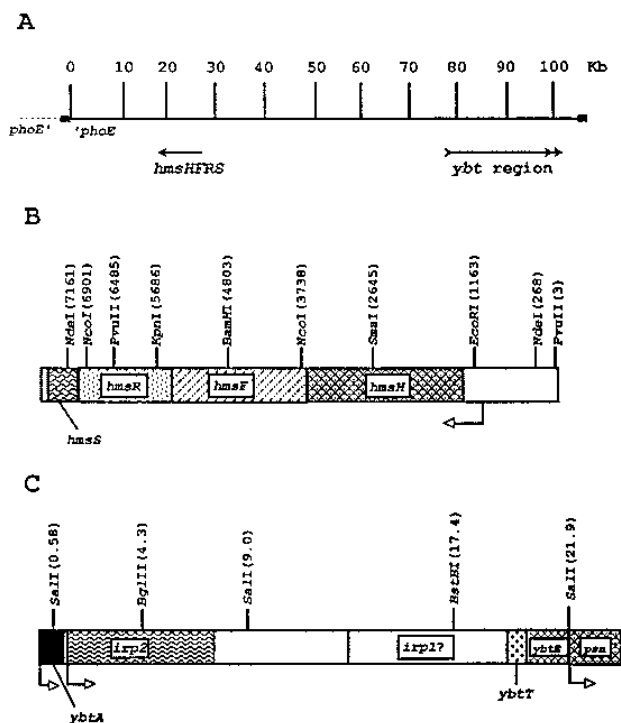 A
0 10 20 30 40 50 60 70 80 90 100 Kb
phoE' 'phoE
hmsHFRS ybt region
B
NdeI(7161) NcoI(6901) PvuII(6485) KpnI(5686) BamHI(4803) NcoI(3738) SmaI(2645) EcoRI(1163) NdeI(268) PvuII(3)
hmsR hmsF hmsH
hmsS
C
SalI(0.58) BglII(4.3) SalI(9.0) BstBI(17.4) SalI(21.9)
irp2 irp1? ybtE psn
ybtA ybtT